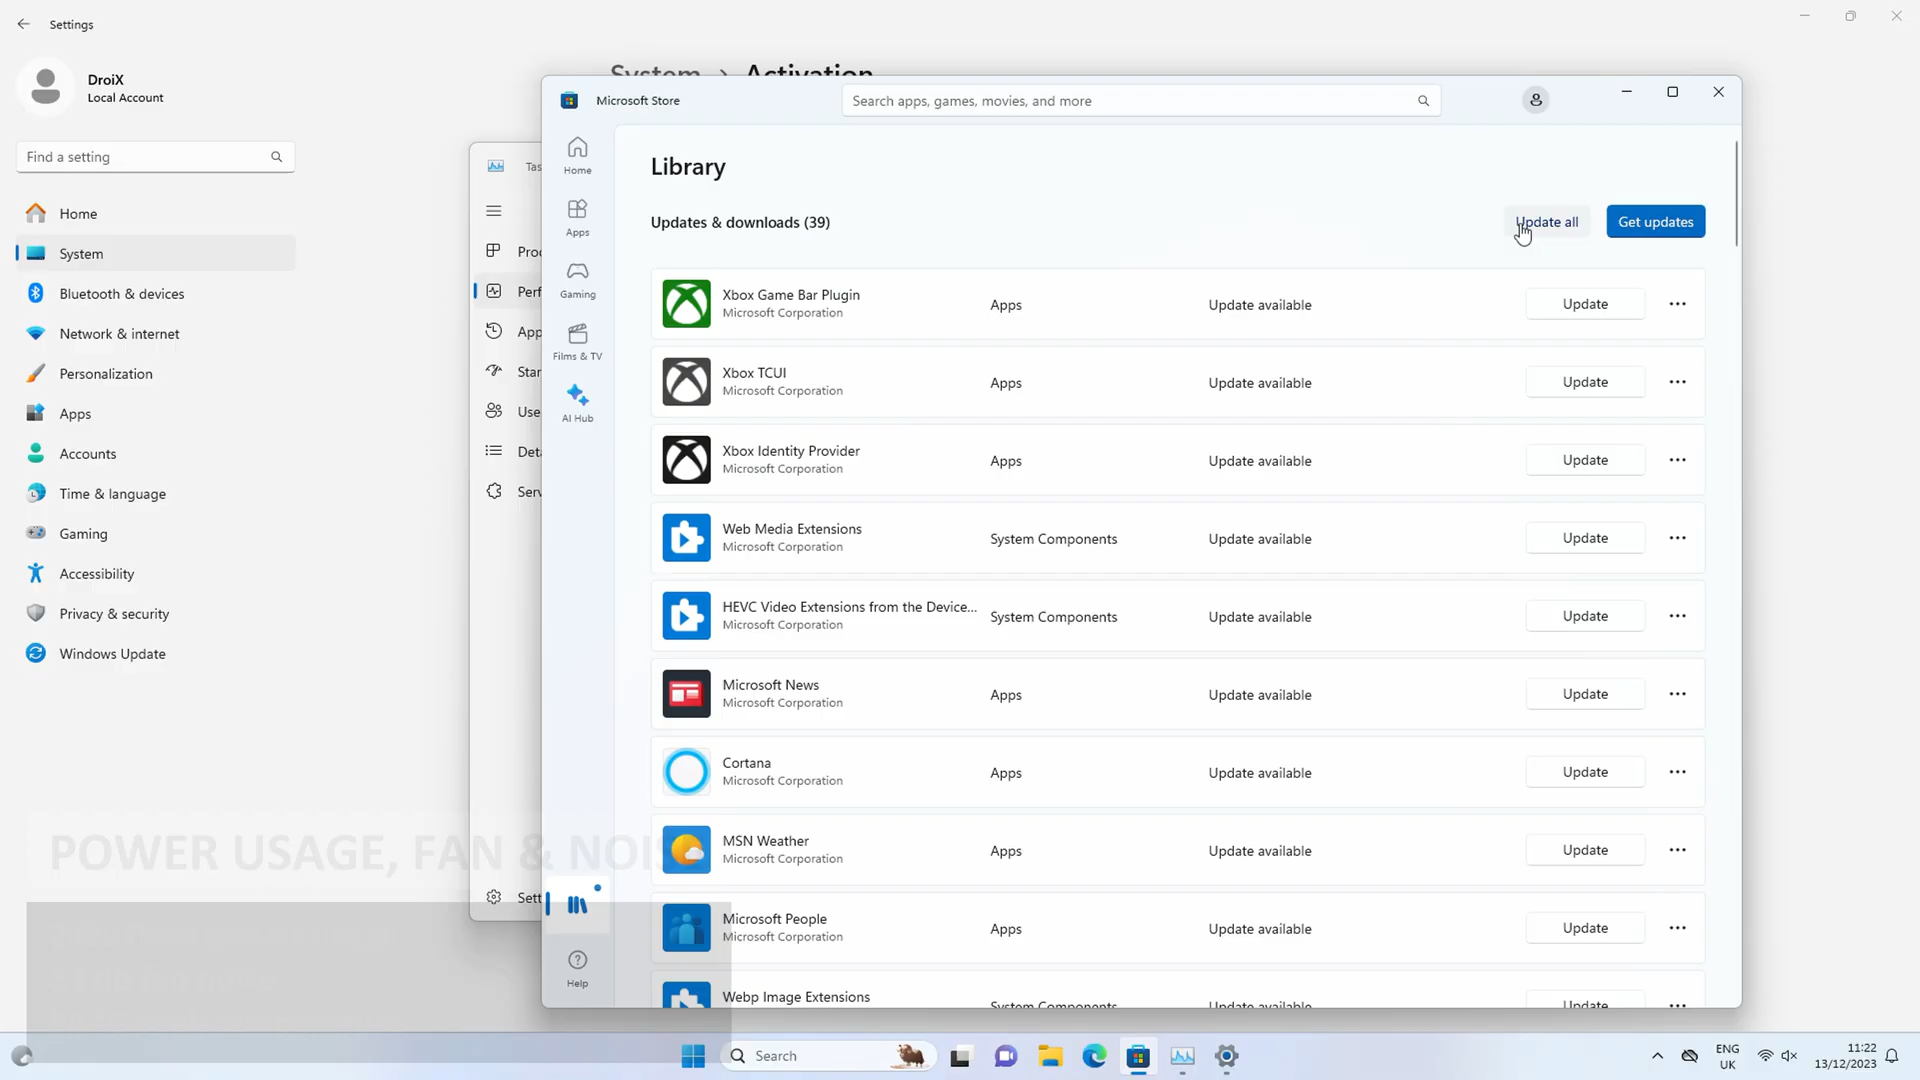 Settings
DroiX
Local Account
Find a setting
Home
System
Bluetooth & devices
Network & internet
Personalization
Apps
Accounts
Time & language
Gaming
Accessibility
Privacy & security
Windows Update
System > Activation
Microsoft Store
Search apps, games, movies, and more
Home
Apps
Gaming
Films & TV
AI Hub
Help
Library
Updates & downloads (39)
Update all
Get updates
Xbox Game Bar Plugin
Microsoft Corporation
Apps
Update available
Update
Xbox TCUI
Microsoft Corporation
Apps
Update available
Update
Xbox Identity Provider
Microsoft Corporation
Apps
Update available
Update
Web Media Extensions
Microsoft Corporation
System Components
Update available
Update
HEVC Video Extensions from the Device...
Microsoft Corporation
System Components
Update available
Update
Microsoft News
Microsoft Corporation
Apps
Update available
Update
Cortana
Microsoft Corporation
Apps
Update available
Update
MSN Weather
Microsoft Corporation
Apps
Update available
Update
Microsoft People
Microsoft Corporation
Apps
Update available
Update
Webp Image Extensions
System Components
Update available
Update
POWER USAGE, FAN &
Search
ENG
UK
11:22
13/12/2023